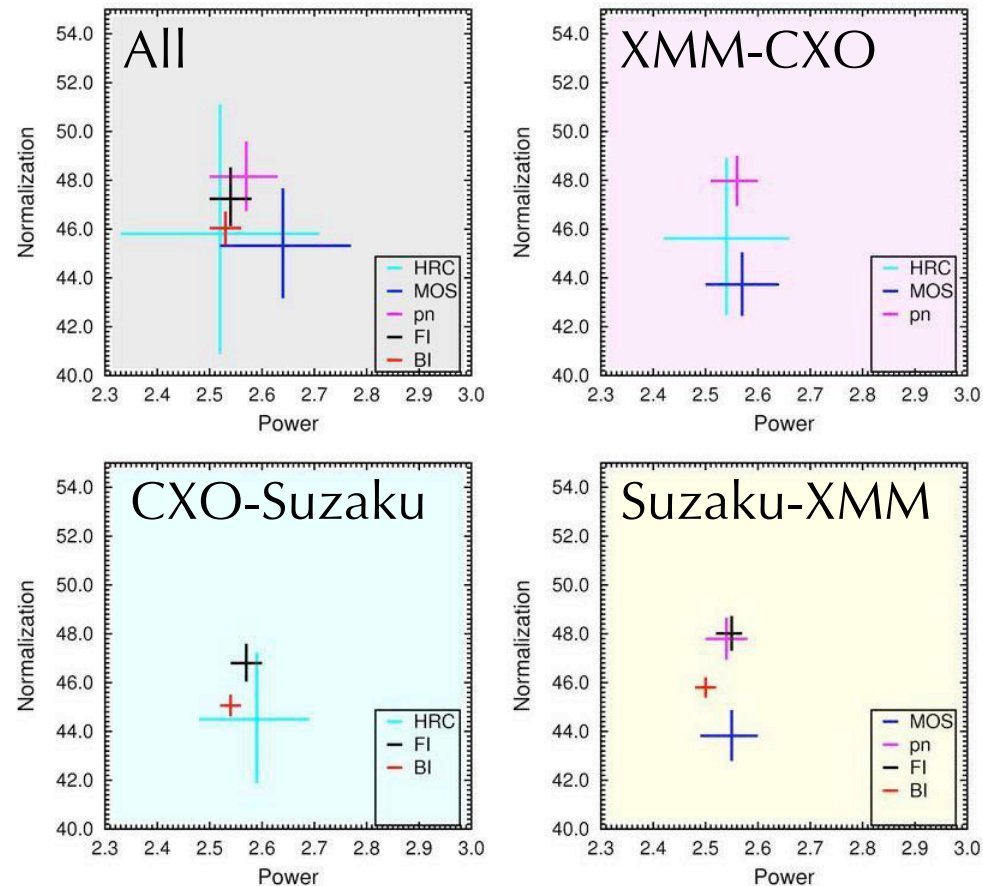 All
Normalization
54.0
52.0
50.0
48.0
46.0
44.0
42.0
40.0
HRC
MOS
pn
FI
BI
2.3 2.4 2.5 2.6 2.7 2.8 2.9 3.0
Power
XMM-CXO
Normalization
54.0
52.0
50.0
48.0
46.0
44.0
42.0
40.0
HRC
MOS
pn
2.3 2.4 2.5 2.6 2.7 2.8 2.9 3.0
Power
CXO-Suzaku
Normalization
54.0
52.0
50.0
48.0
46.0
44.0
42.0
40.0
HRC
FI
BI
2.3 2.4 2.5 2.6 2.7 2.8 2.9 3.0
Power
Suzaku-XMM
Normalization
54.0
52.0
50.0
48.0
46.0
44.0
42.0
40.0
MOS
pn
FI
BI
2.3 2.4 2.5 2.6 2.7 2.8 2.9 3.0
Power